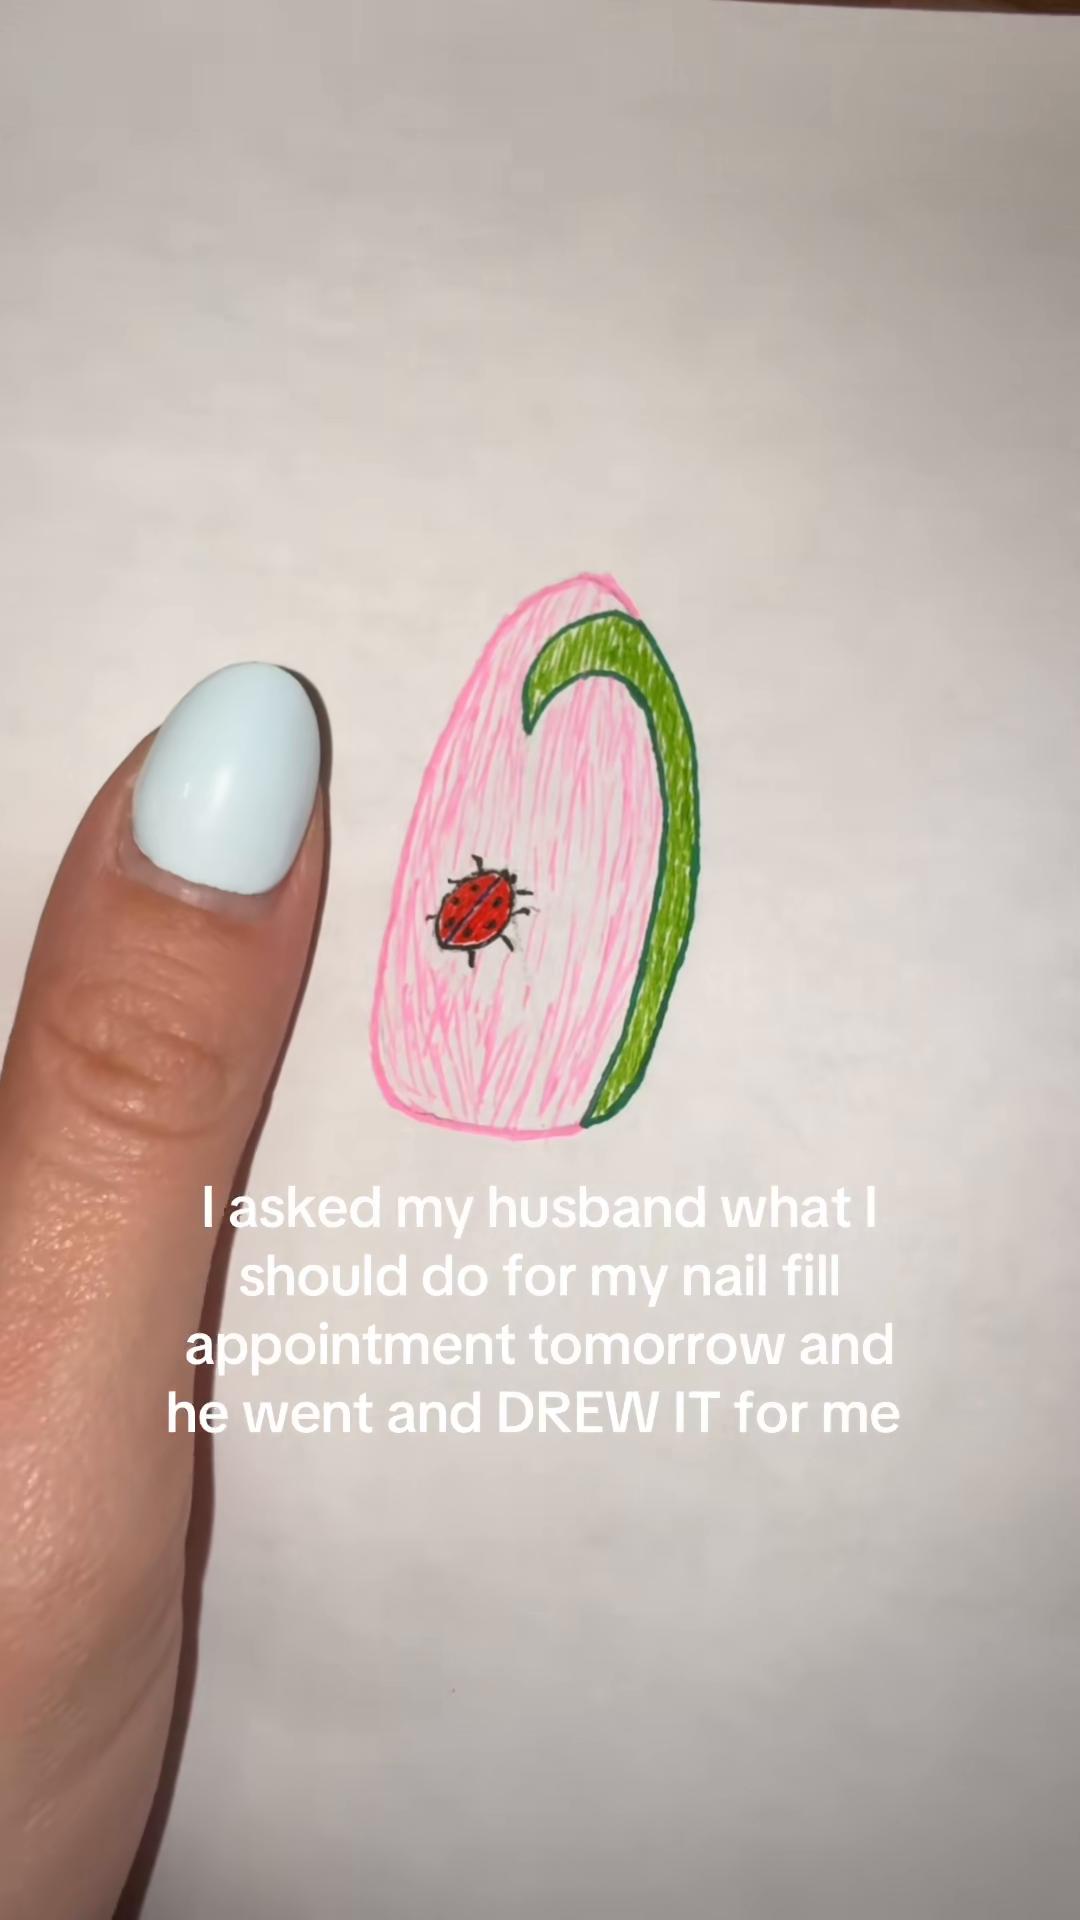 I asked my husband what I
should do for my nail fill
appointment tomorrow and
he went and DREW IT for me